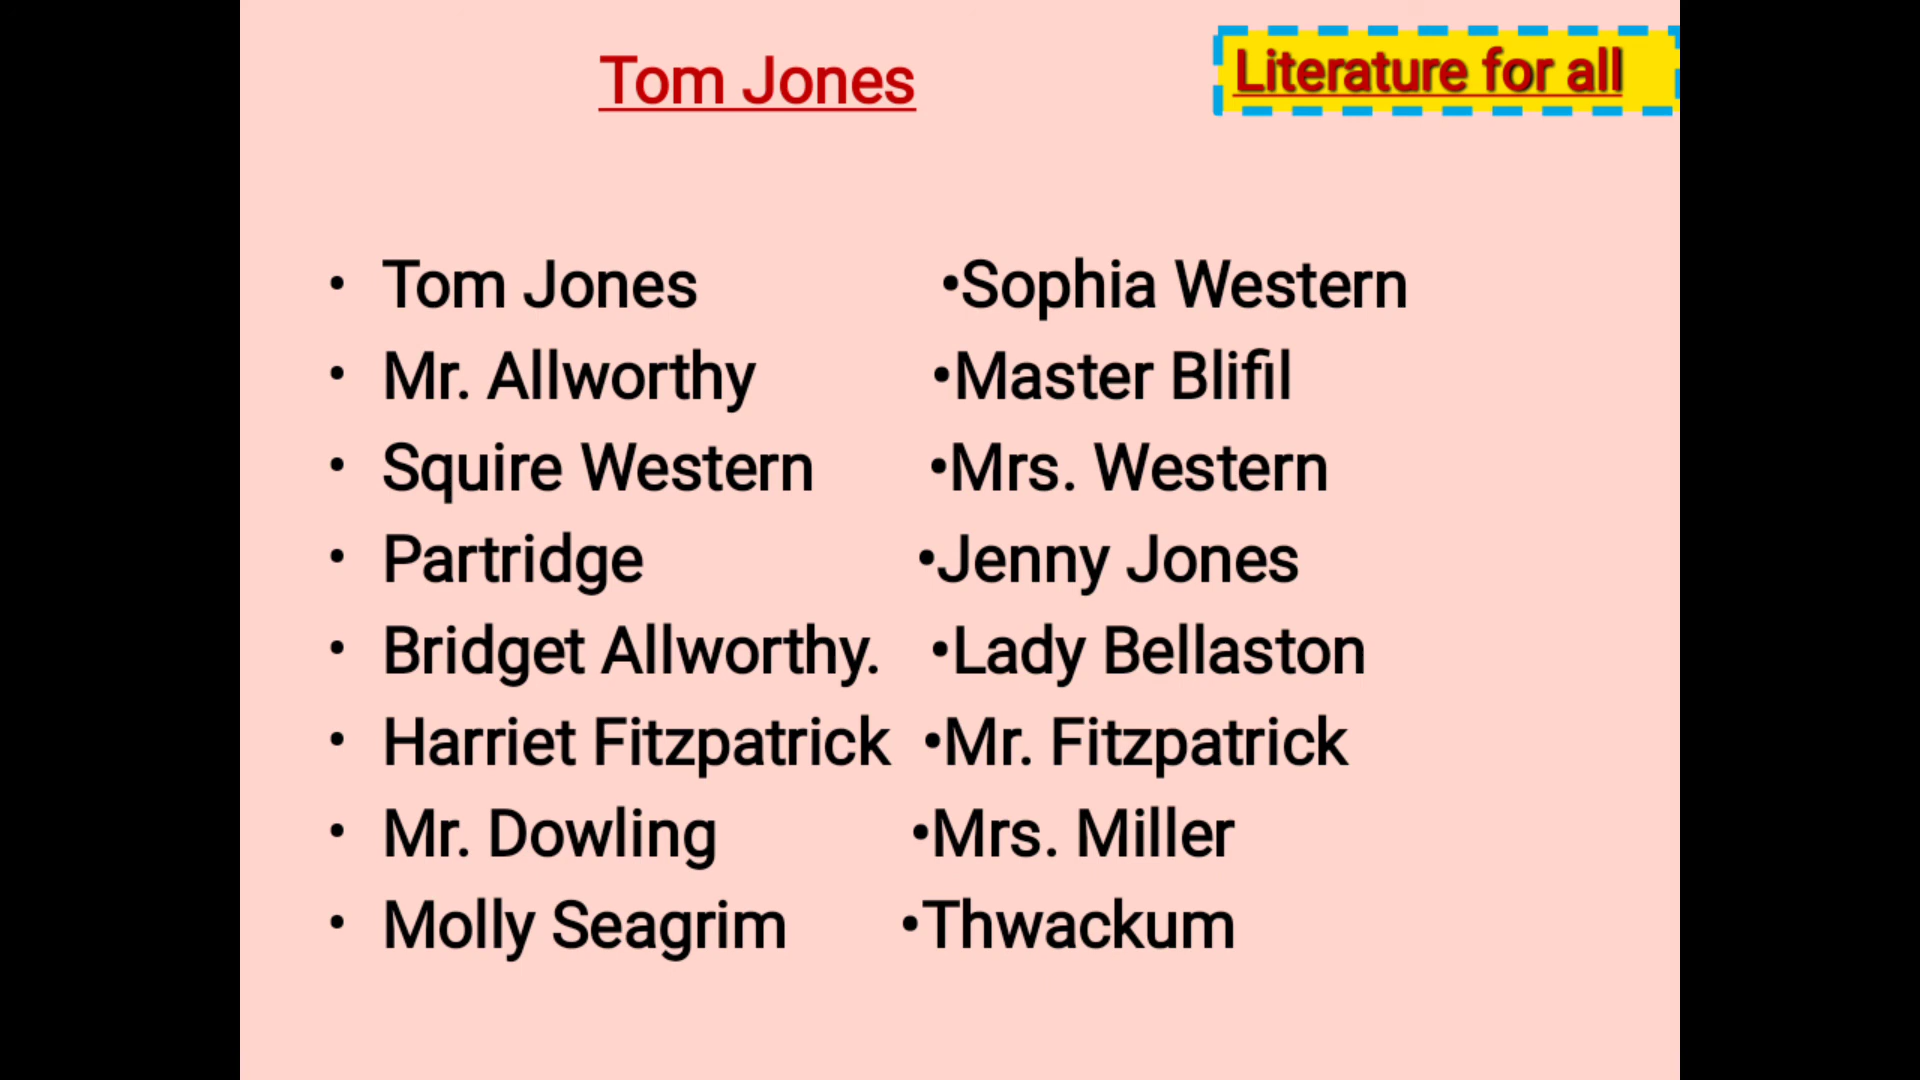 Tom Jones
Literature for all
• Tom Jones •Sophia Western
• Mr. Allworthy •Master Blifil
• Squire Western •Mrs. Western
• Partridge •Jenny Jones
• Bridget Allworthy. •Lady Bellaston
• Harriet Fitzpatrick •Mr. Fitzpatrick
• Mr. Dowling •Mrs. Miller
• Molly Seagrim •Thwackum